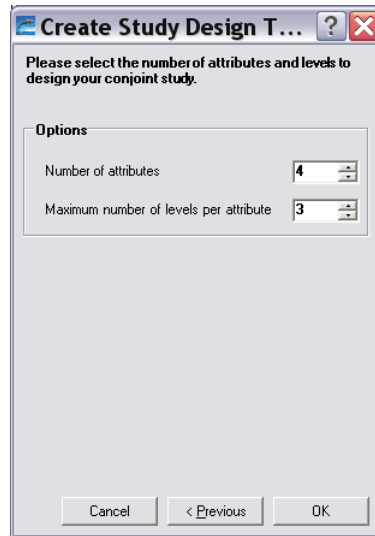 Create Study Design T...
Please select the number of attributes and levels to
design your conjoint study.
Options
Number of attributes 4
Maximum number of levels per attribute 3
Cancel < Previous OK